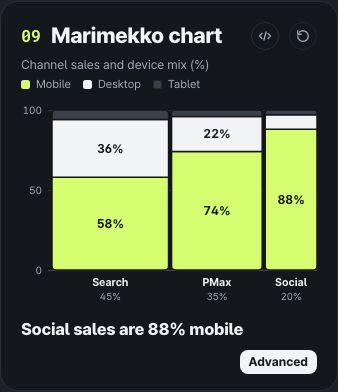 09 Marimekko chart
Channel sales and device mix (%)
Mobile Desktop Tablet
100
36% 22%
50
88%
74%
58%
0
Search PMax Social
45% 35% 20%
Social sales are 88% mobile
Advanced